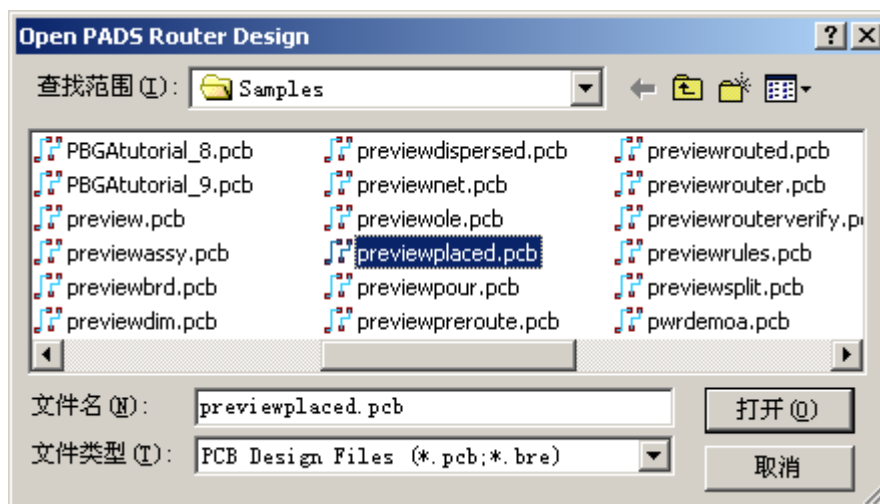 Open PADS Router Design
查找范围(I): Samples
PBGAtutorial_8.pcb
PBGAtutorial_9.pcb
preview.pcb
previewassy.pcb
previewbrd.pcb
previewdim.pcb
previewdispersed.pcb
previewnet.pcb
previewole.pcb
previewplaced.pcb
previewpour.pcb
previewpreroute.pcb
previewrouted.pcb
previewrouter.pcb
previewrouterverify.p
previewrules.pcb
previewsplit.pcb
pwrdemoa.pcb
文件名(N): previewplaced.pcb
打开(O)
文件类型(T): PCB Design Files (*.pcb;*.bre)
取消